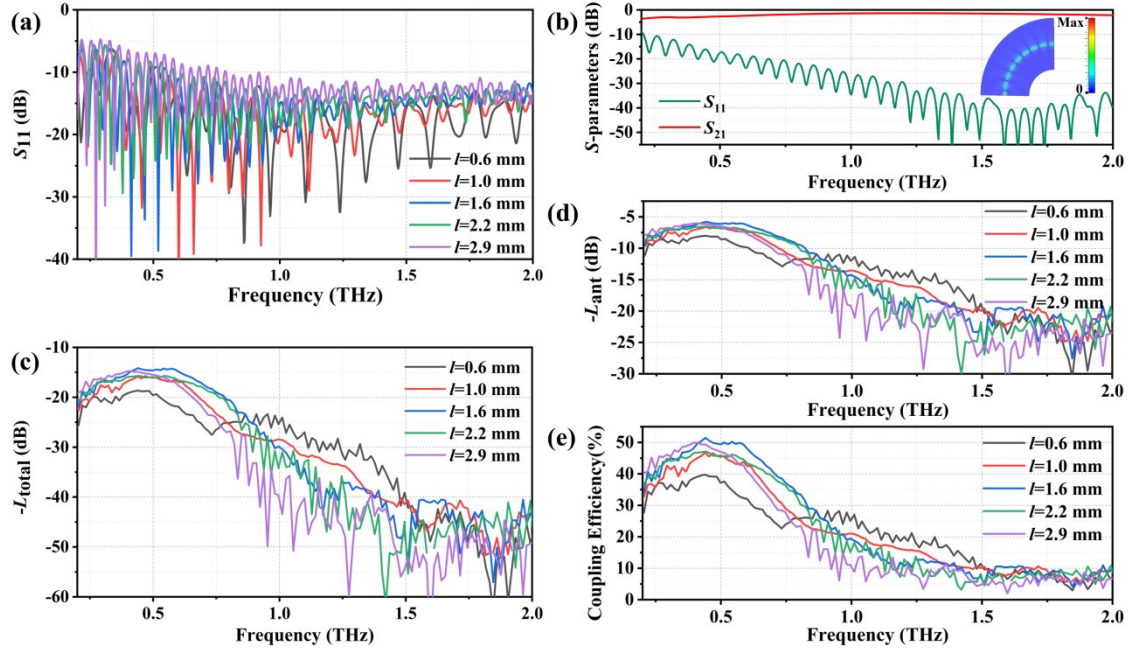 (a)
0
-10
-20
-30
-40
S11 (dB)
l=0.6 mm
l=1.0 mm
l=1.6 mm
l=2.2 mm
l=2.9 mm
0.5 1.0 1.5 2.0
Frequency (THz)
(b)
0
-10
-20
-30
-40
-50
S-parameters (dB)
Max
0
S11
S21
0.5 1.0 1.5 2.0
Frequency (THz)
(c)
-10
-20
-30
-40
-50
-60
-Ltotal (dB)
l=0.6 mm
l=1.0 mm
l=1.6 mm
l=2.2 mm
l=2.9 mm
0.5 1.0 1.5 2.0
Frequency (THz)
(d)
-5
-10
-15
-20
-25
-30
-Lant (dB)
l=0.6 mm
l=1.0 mm
l=1.6 mm
l=2.2 mm
l=2.9 mm
0.5 1.0 1.5 2.0
Frequency (THz)
(e)
50
40
30
20
10
0
Coupling Efficiency(%)
l=0.6 mm
l=1.0 mm
l=1.6 mm
l=2.2 mm
l=2.9 mm
0.5 1.0 1.5 2.0
Frequency (THz)